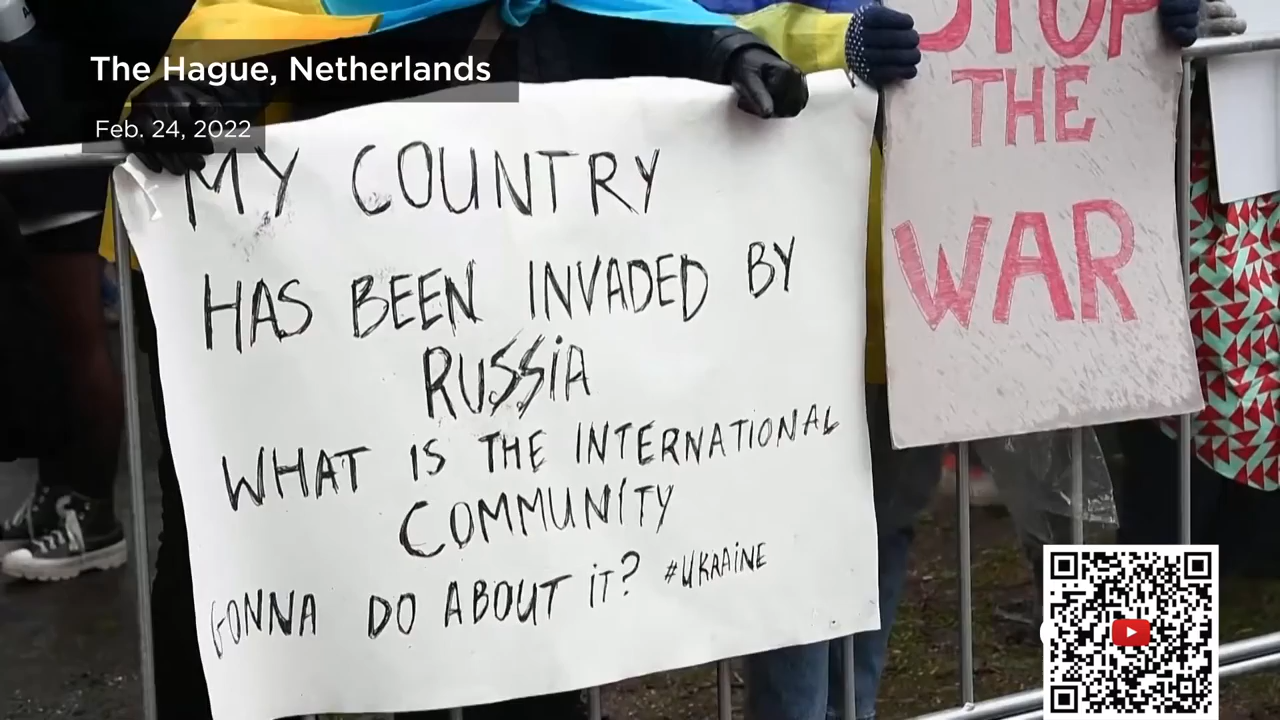 The Hague, Netherlands
Feb. 24, 2022
MY COUNTRY
HAS BEEN INVADED BY
RUSSIA
WHAT IS THE INTERNATIONAL
COMMUNITY
GONNA DO ABOUT IT? #UKRAINE
STOP
THE
WAR